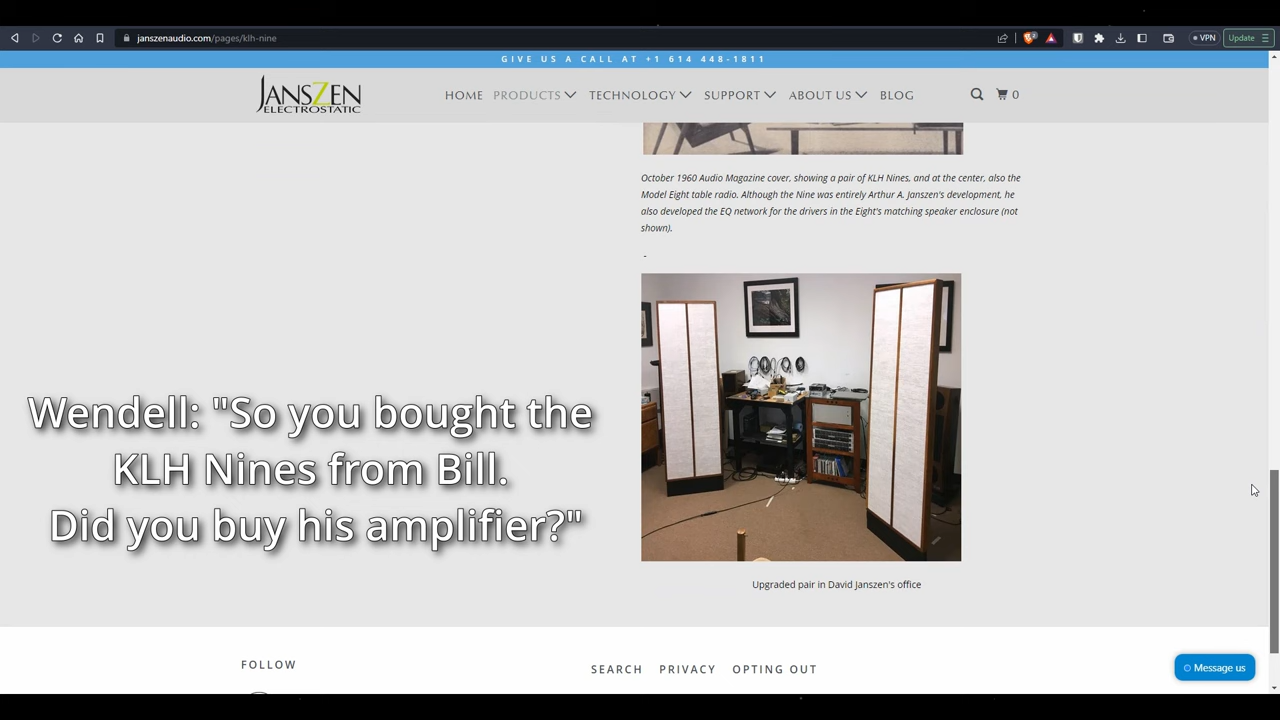 janszenaudio.com/pages/klh-nine
VPN
Update
GIVE US A CALL AT +1 614 448-1811
JANSZEN
ELECTROSTATIC
HOME PRODUCTS TECHNOLOGY SUPPORT ABOUT US BLOG 0
October 1960 Audio Magazine cover, showing a pair of KLH Nines, and at the center, also the
Model Eight table radio. Although the Nine was entirely Arthur A. Janszen's development, he
also developed the EQ network for the drivers in the Eight's matching speaker enclosure (not
shown).
-
Wendell: "So you bought the
KLH Nines from Bill.
Did you buy his amplifier?"
Upgraded pair in David Janszen's office
FOLLOW
SEARCH PRIVACY OPTING OUT
Message us